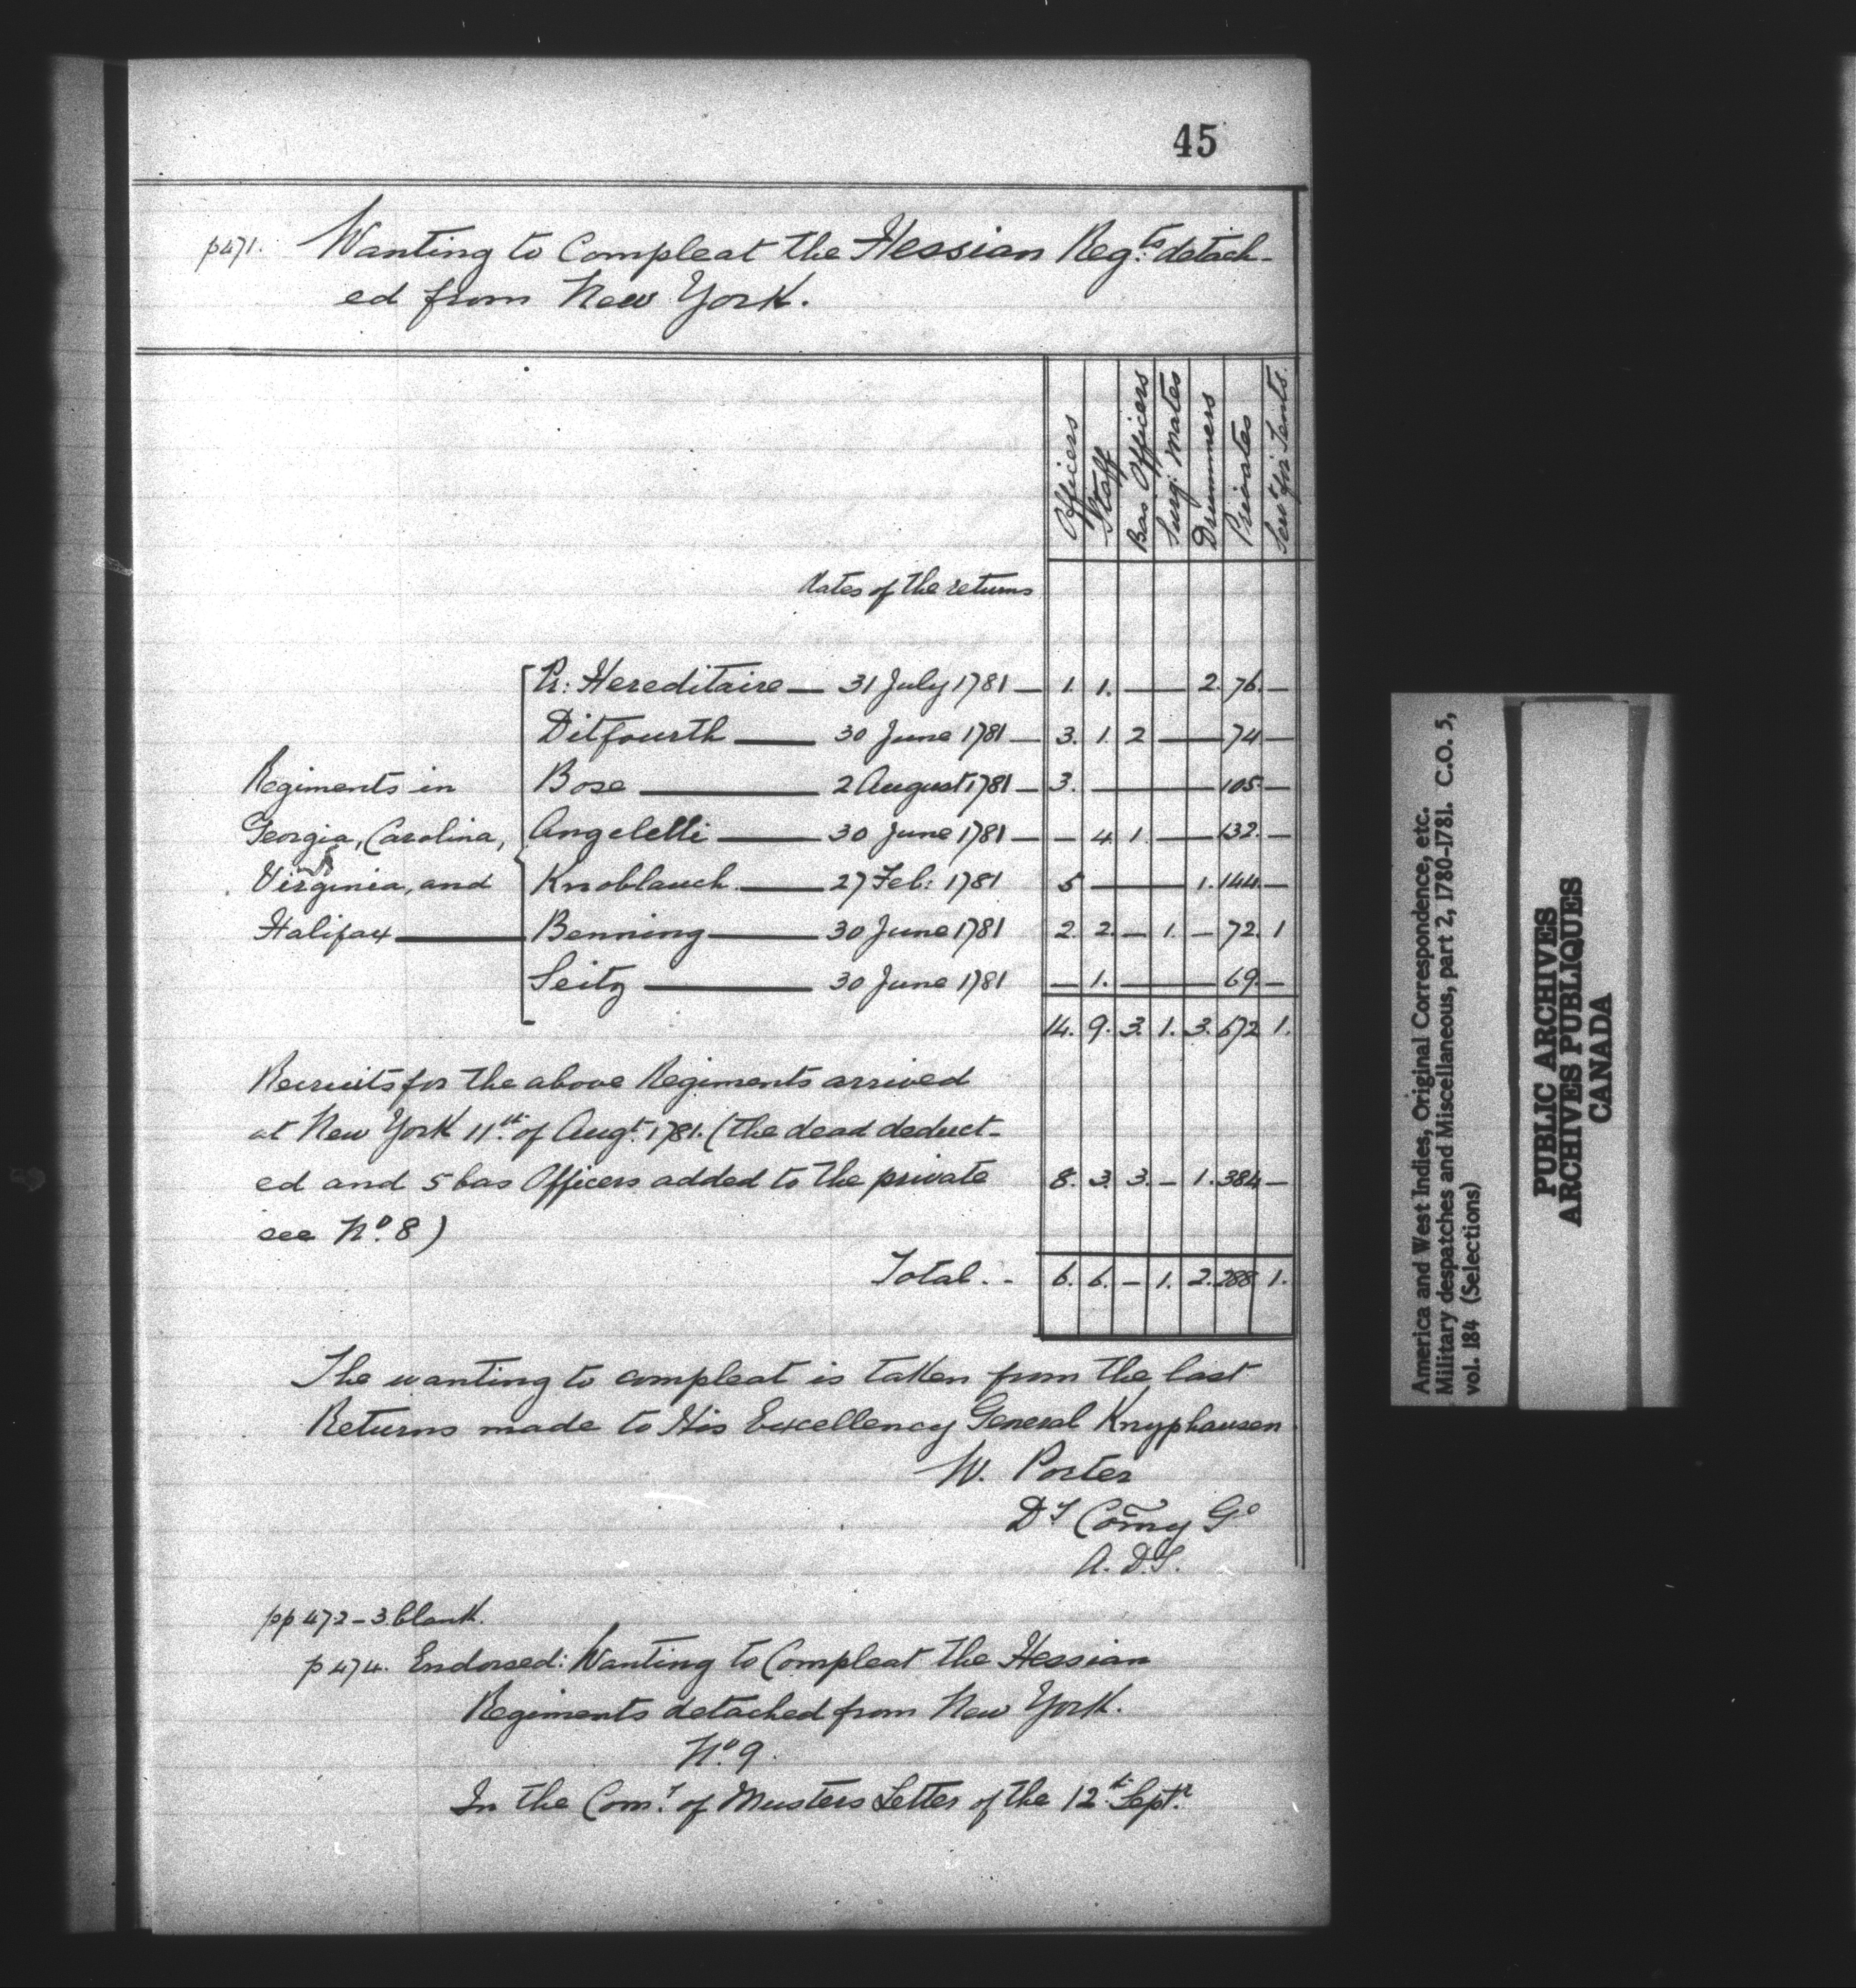 45
p471. Wanting to Compleat the Hessian Reg:ts detach-
ed from New York.
Officers
Staff
Bas Officers
Surg: Mates
Drummers
Privates
Servts for Tents.
dates of the returns
Pr: Hereditaire — 31 July 1781 — 1. 1. — 2. 76. —
Ditfourth — 30 June 1781 — 3. 1. 2 — 74 —
Regiments in Bose — 2 August 1781 — 3. — 105 —
Georgia, Carolina, Angelelli — 30 June 1781 — — 4 1. — 132. —
Virginia, and Knoblauch — 27 Feb: 1781 5 — 1. 144 —
Halifax — Benning — 30 June 1781 2. 2. — 1. — 72. 1
Seitz — 30 June 1781 — 1. — 69. —
14. 9. 3. 1. 3. 672 1.
Recruits for the above Regiments arrived
at New York 11th of Augt. 1781. (the dead deduct-
ed and 5 bas Officers added to the private 8. 3. 3. — 1. 384 —
see No. 8)
Total. - 6. 6. — 1. 2. 288 1.
The wanting to compleat is taken from the last
Returns made to His Excellency General Knyphausen
W. Porter
Dy Com̄y Gl
pp 472-3. blank.
p 474. Endorsed: Wanting to Compleat the Hessian
Regiments detached from New York.
No. 9.
In the Comy. of Musters Letter of the 12th Septr.
America and West Indies, Original Correspondence, etc.
Military despatches and Miscellaneous, part 2, 1780-1781. C.O. 5,
vol. 184 (Selections)
PUBLIC ARCHIVES
ARCHIVES PUBLIQUES
CANADA